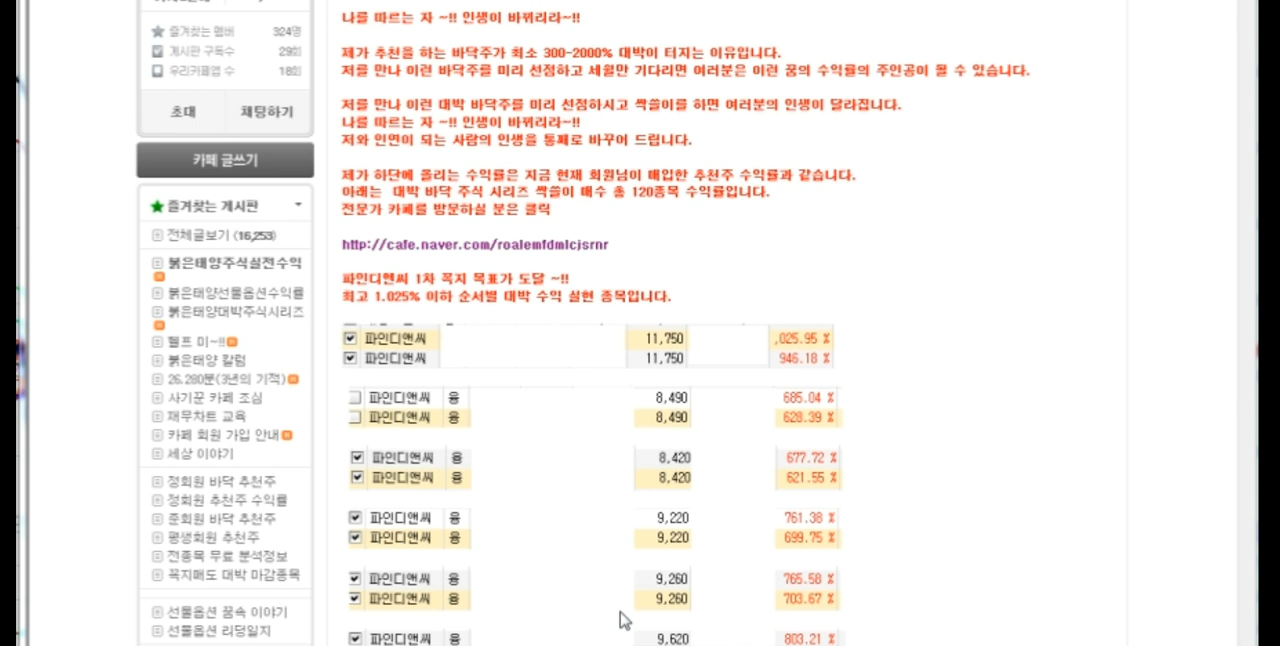 즐겨찾는 멤버 324명
게시판 구독수 29회
우리카페앱 수 18회
초대 채팅하기
카페 글쓰기
즐겨찾는 게시판
전체글보기 (16,253)
붉은태양주식실전수익
붉은태양선물옵션수익률
붉은태양대박주식시리즈
헬프 미~!!
붉은태양 칼럼
26.280분(3년의 기적)
사기꾼 카페 조심
재무차트 교육
카페 회원 가입 안내
세상 이야기
정회원 바닥 추천주
정회원 추천주 수익률
준회원 바닥 추천주
평생회원 추천주
전종목 무료 분석정보
꼭지매도 대박 마감종목
선물옵션 꿈속 이야기
선물옵션 리딩일지
나를 따르는 자 ~!! 인생이 바뀌리라~!!
제가 추천을 하는 바닥주가 최소 300-2000% 대박이 터지는 이유입니다.
저를 만나 이런 바닥주를 미리 선점하고 세월만 기다리면 여러분은 이런 꿈의 수익률의 주인공이 될 수 있습니다.
저를 만나 이런 대박 바닥주를 미리 선점하시고 싹쓸이를 하면 여러분의 인생이 달라집니다.
나를 따르는 자 ~!! 인생이 바뀌리라~!!
저와 인연이 되는 사람의 인생을 통째로 바꾸어 드립니다.
제가 하단에 올리는 수익률은 지금 현재 회원님이 매입한 추천주 수익률과 같습니다.
아래는 대박 바닥 주식 시리즈 싹쓸이 매수 총 120종목 수익률입니다.
전문가 카페를 방문하실 분은 클릭
http://cafe.naver.com/roalemfdmlcjsrnr
파인디앤씨 1차 꼭지 목표가 도달 ~!!
최고 1.025% 이하 순서별 대박 수익 실현 종목입니다.
파인디앤씨 11,750 ,025.95 %
파인디앤씨 11,750 946.18 %
파인디앤씨 융 8,490 685.04 %
파인디앤씨 융 8,490 628.39 %
파인디앤씨 융 8,420 677.72 %
파인디앤씨 융 8,420 621.55 %
파인디앤씨 융 9,220 761.38 %
파인디앤씨 융 9,220 699.75 %
파인디앤씨 융 9,260 765.58 %
파인디앤씨 융 9,260 703.67 %
파인디앤씨 융 9,620 803.21 %